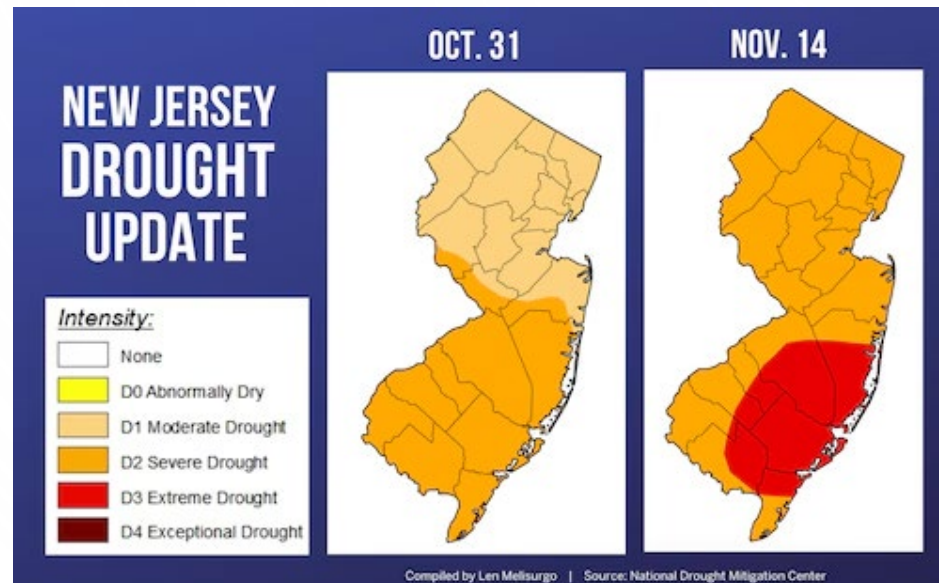 NEW JERSEY
DROUGHT
UPDATE
Intensity:
None
D0 Abnormally Dry
D1 Moderate Drought
D2 Severe Drought
D3 Extreme Drought
D4 Exceptional Drought
OCT. 31
NOV. 14
Compiled by Len Melisurgo | Source: National Drought Mitigation Center